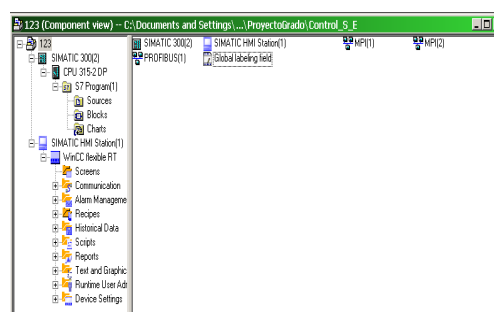 123 (Component view) -- C:\Documents and Settings\...\ProyectoGrado\Control_S_E
123
SIMATIC 300(2)
CPU 315-2 DP
S7 Program(1)
Sources
Blocks
Charts
SIMATIC HMI Station(1)
WinCC flexible RT
Screens
Communication
Alarm Manageme
Recipes
Historical Data
Scripts
Reports
Text and Graphic
Runtime User Adr
Device Settings
SIMATIC 300(2) SIMATIC HMI Station(1) MPI(1) MPI(2)
PROFIBUS(1) Global labeling field